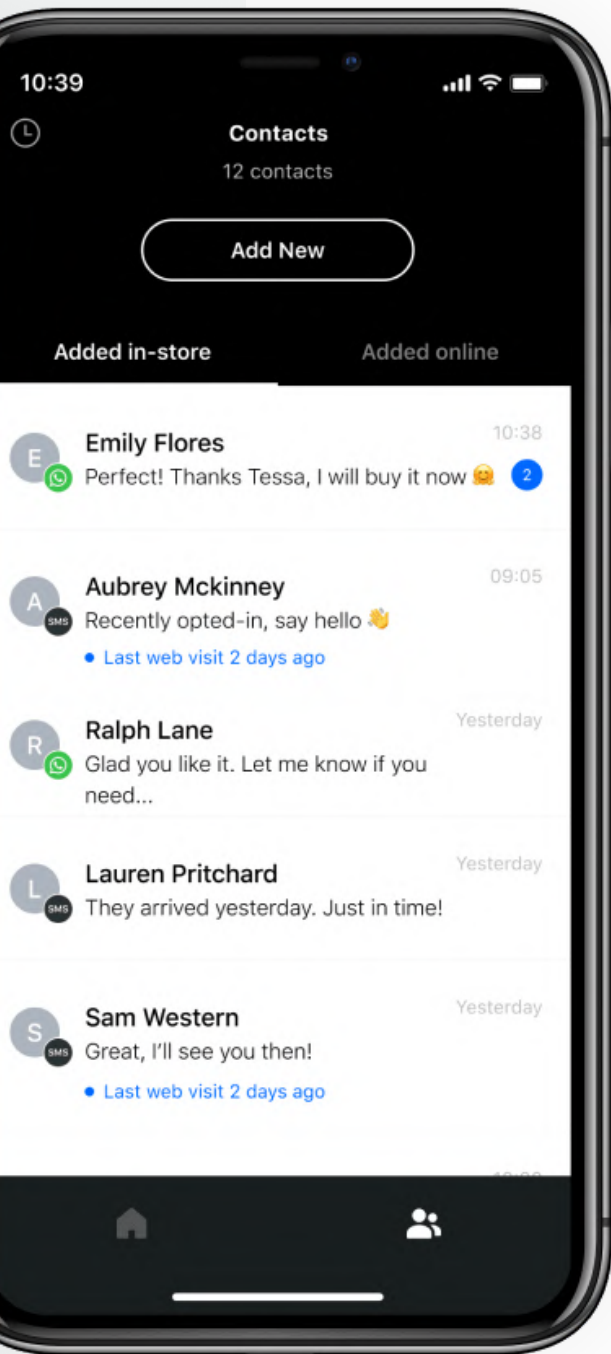 10:39
Contacts
12 contacts
Add New
Added in-store
Added online
E
Emily Flores
10:38
Perfect! Thanks Tessa, I will buy it now 🤗
2
A
SMS
Aubrey Mckinney
09:05
Recently opted-in, say hello 👋
• Last web visit 2 days ago
R
Ralph Lane
Yesterday
Glad you like it. Let me know if you
need...
L
SMS
Lauren Pritchard
Yesterday
They arrived yesterday. Just in time!
S
SMS
Sam Western
Yesterday
Great, I'll see you then!
• Last web visit 2 days ago